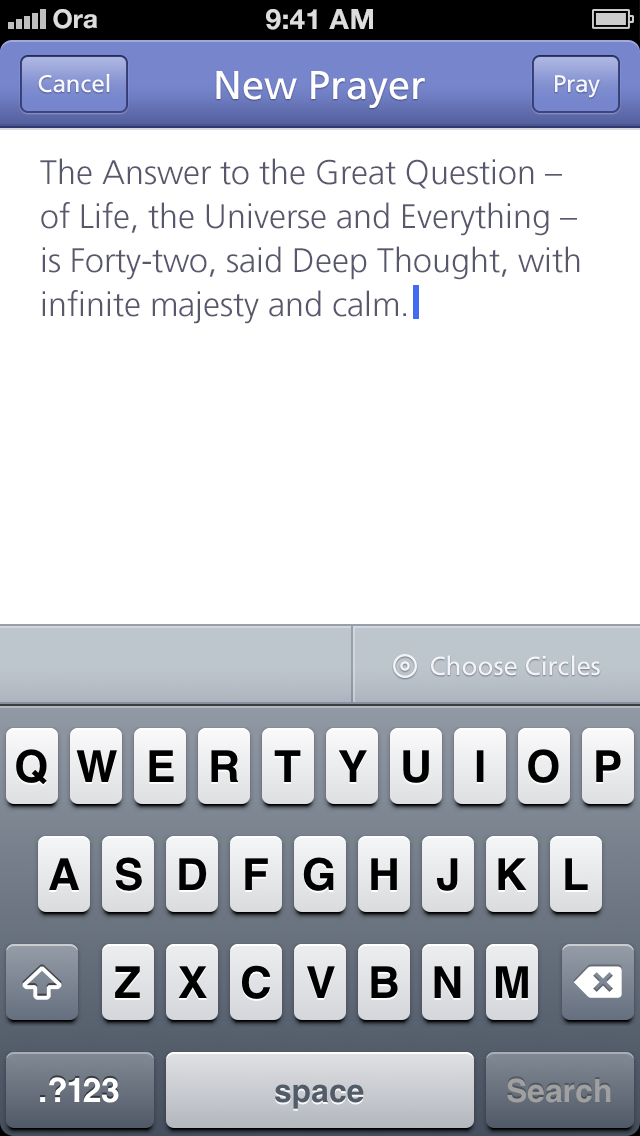 Ora 9:41 AM
Cancel New Prayer Pray
The Answer to the Great Question –
of Life, the Universe and Everything –
is Forty-two, said Deep Thought, with
infinite majesty and calm.
Choose Circles
Q W E R T Y U I O P
A S D F G H J K L
Z X C V B N M
.?123 space Search